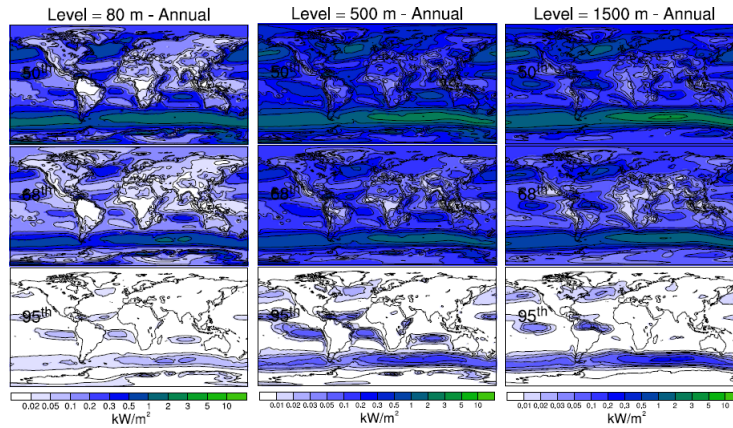 Level = 80 m - Annual
Level = 500 m - Annual
Level = 1500 m - Annual
50th
50th
50th
68th
68th
68th
95th
95th
95th
0.02 0.05 0.1 0.2 0.3 0.5 1 2 3 5 10
0.01 0.02 0.03 0.05 0.1 0.2 0.3 0.5 1 2 3 5 10
0,01 0,02 0,03 0,05 0,1 0,2 0,3 0,5 1 2 3 5 10
kW/m²
kW/m²
kW/m²